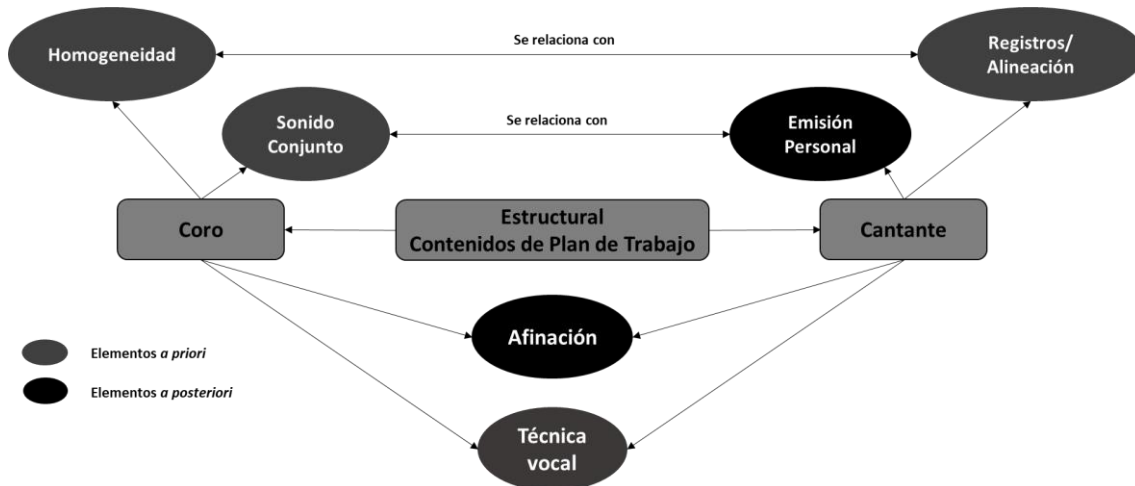 Homogeneidad
Se relaciona con
Registros/
Alineación
Sonido
Conjunto
Se relaciona con
Emisión
Personal
Coro
Estructural
Contenidos de Plan de Trabajo
Cantante
Afinación
Elementos a priori
Elementos a posteriori
Técnica
vocal